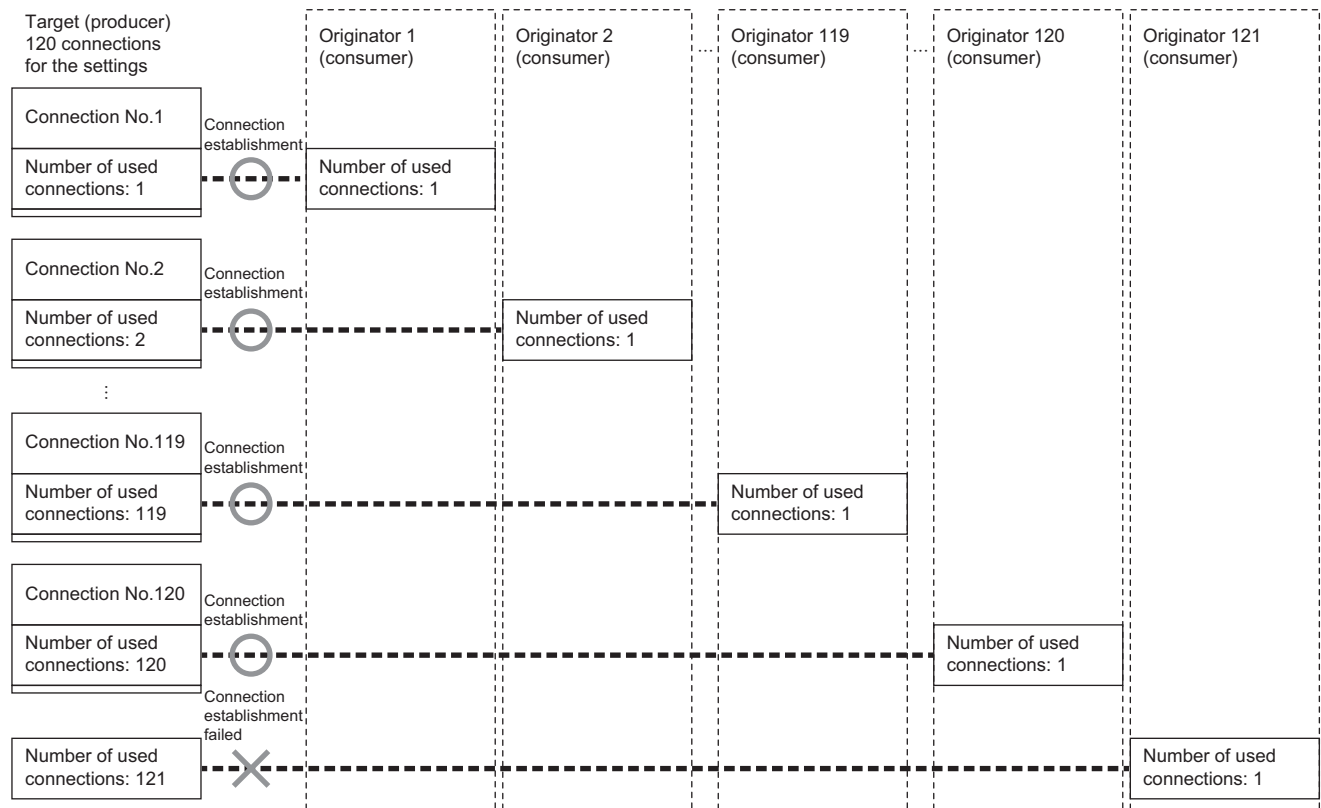 Target (producer)
120 connections
for the settings
Originator 1
(consumer)
Originator 2
(consumer)
...
Originator 119
(consumer)
...
Originator 120
(consumer)
Originator 121
(consumer)
Connection No.1
Connection
establishment
Number of used
connections: 1
Number of used
connections: 1
Connection No.2
Connection
establishment
Number of used
connections: 2
Number of used
connections: 1
...
Connection No.119
Connection
establishment
Number of used
connections: 119
Number of used
connections: 1
Connection No.120
Connection
establishment
Number of used
connections: 120
Number of used
connections: 1
Connection
establishment
failed
Number of used
connections: 121
Number of used
connections: 1